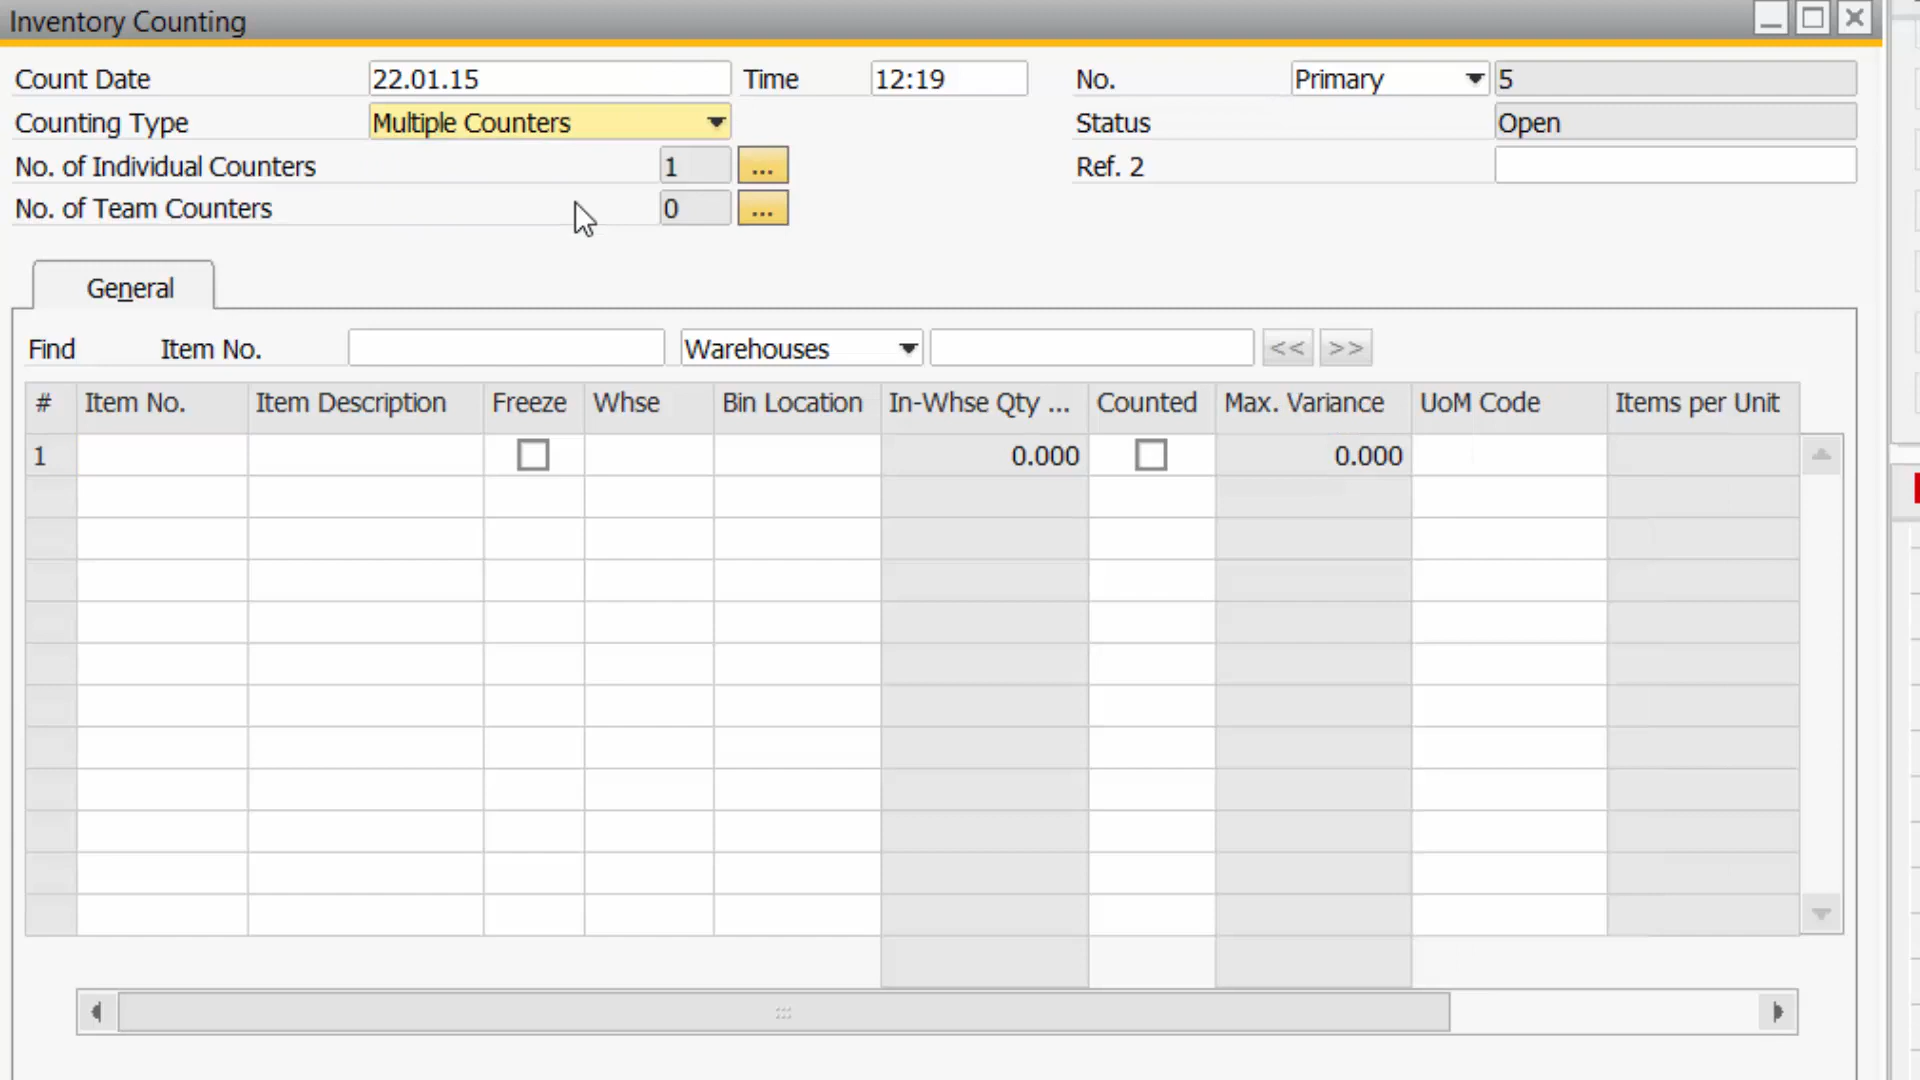 Inventory Counting
Count Date 22.01.15 Time 12:19 No. Primary 5
Counting Type Multiple Counters Status Open
No. of Individual Counters 1 ... Ref. 2
No. of Team Counters 0 ...
General
Find Item No. Warehouses << >>
# Item No. Item Description Freeze Whse Bin Location In-Whse Qty ... Counted Max. Variance UoM Code Items per Unit
1 0.000 0.000